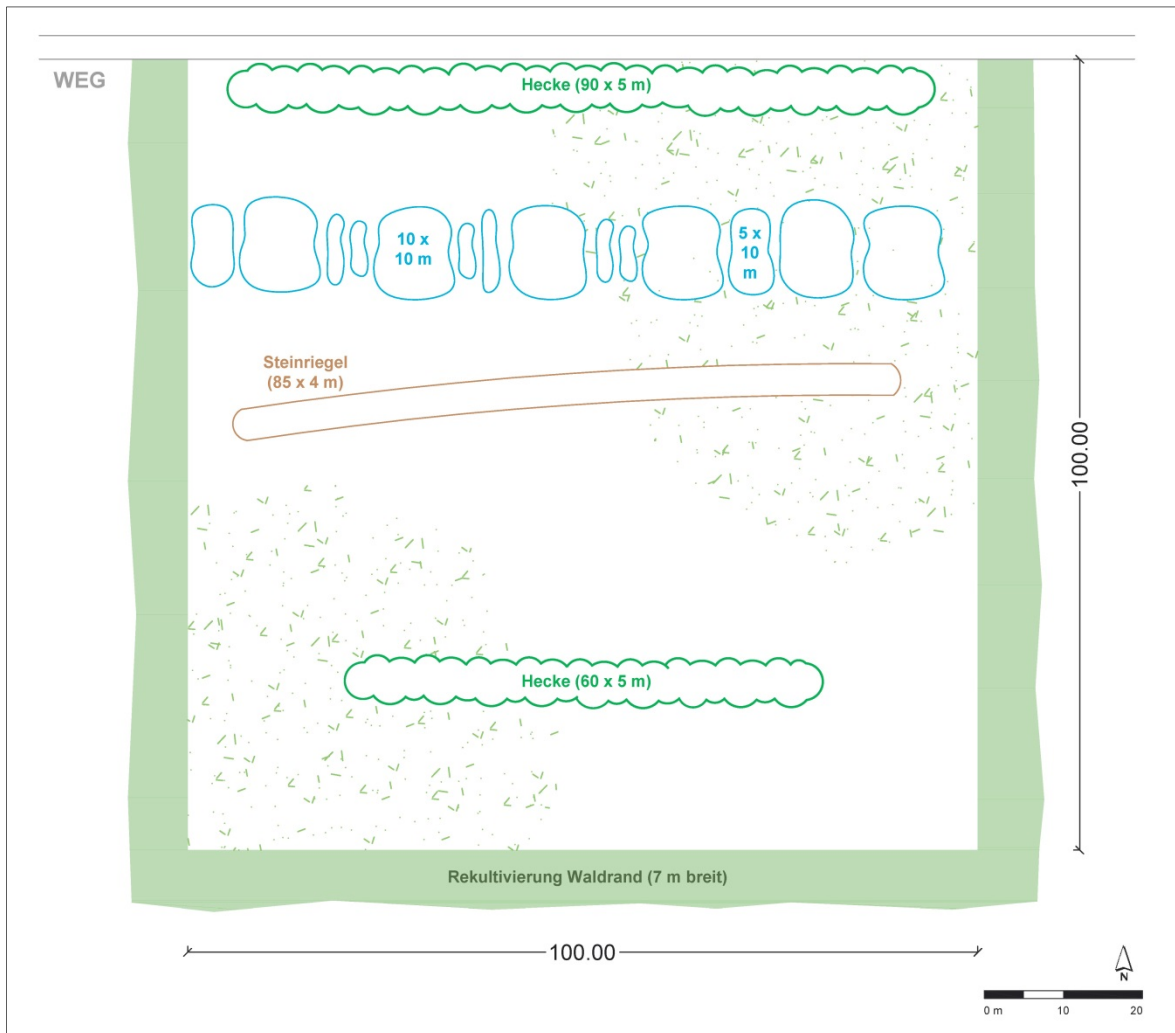 WEG
Hecke (90 x 5 m)
10 x
10 m
5 x
10
m
Steinriegel
(85 x 4 m)
100.00
Hecke (60 x 5 m)
Rekultivierung Waldrand (7 m breit)
100.00
N
0 m 10 20